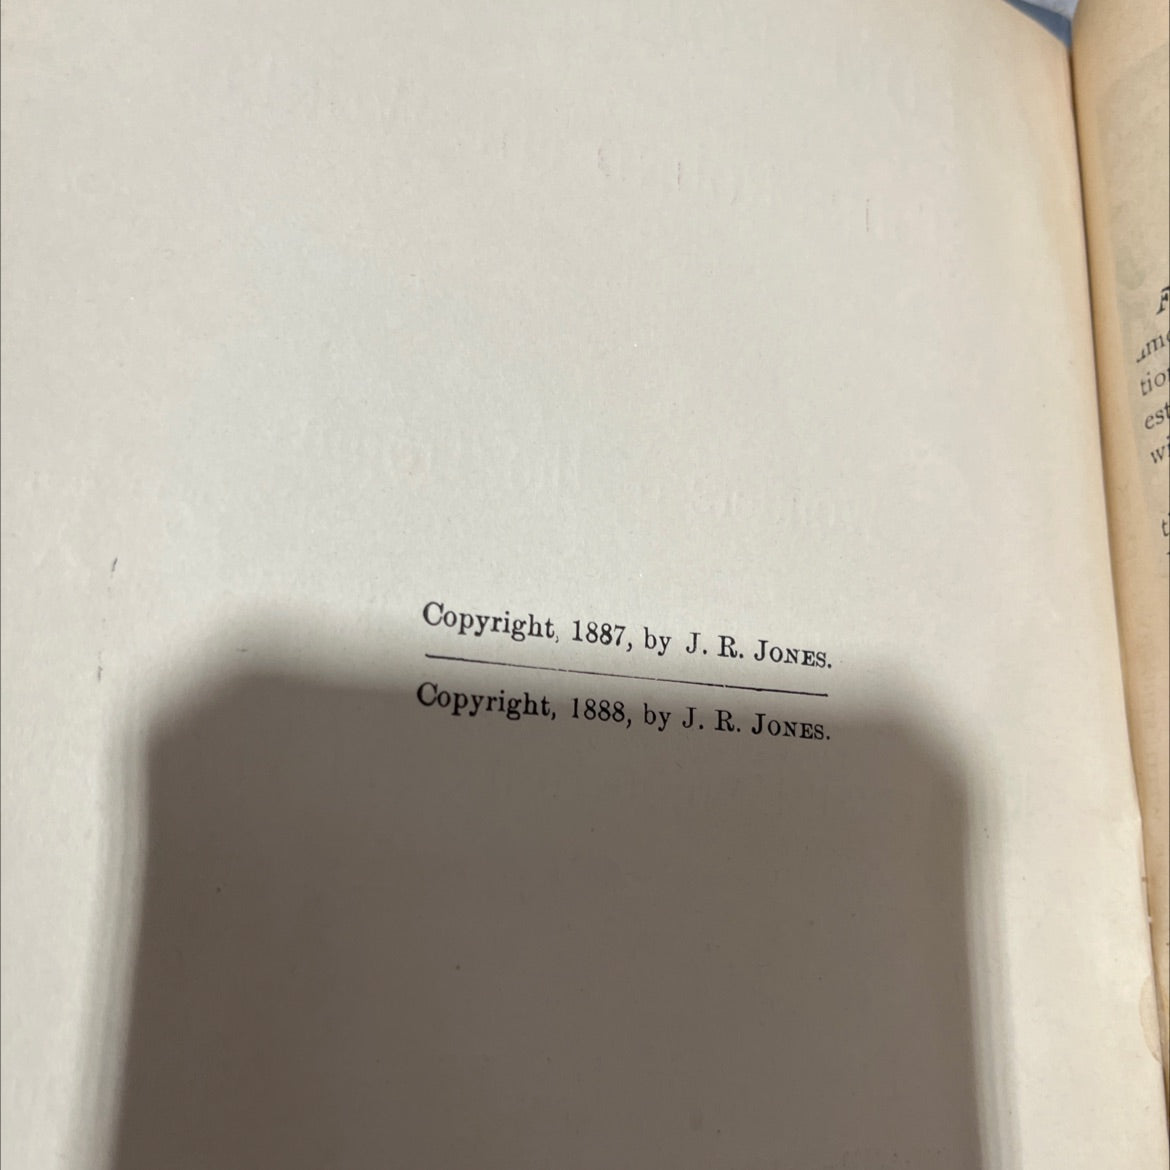 Copyright, 1887, by J. R. JONES.
Copyright, 1888, by J. R. JONES.